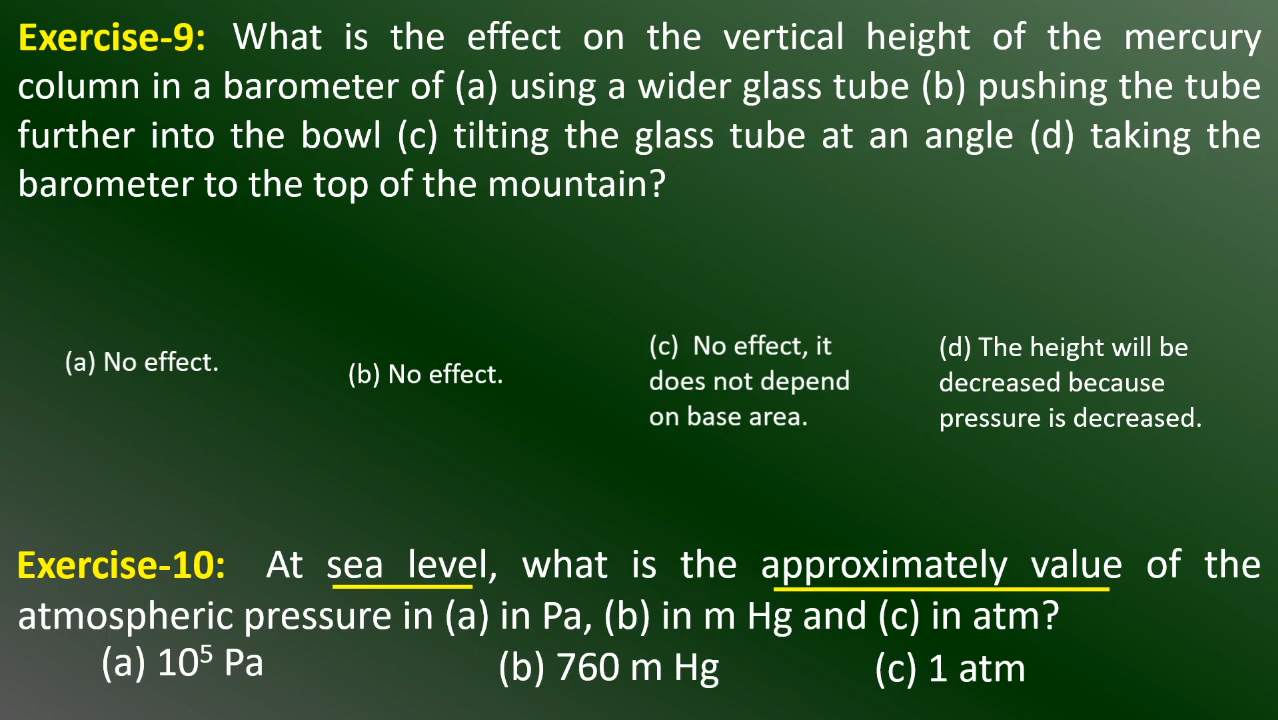 Exercise-9: What is the effect on the vertical height of the mercury
column in a barometer of (a) using a wider glass tube (b) pushing the tube
further into the bowl (c) tilting the glass tube at an angle (d) taking the
barometer to the top of the mountain?
(a) No effect.
(b) No effect.
(c) No effect, it
does not depend
on base area.
(d) The height will be
decreased because
pressure is decreased.
Exercise-10: At sea level, what is the approximately value of the
atmospheric pressure in (a) in Pa, (b) in m Hg and (c) in atm?
(a) 10⁵ Pa
(b) 760 m Hg
(c) 1 atm